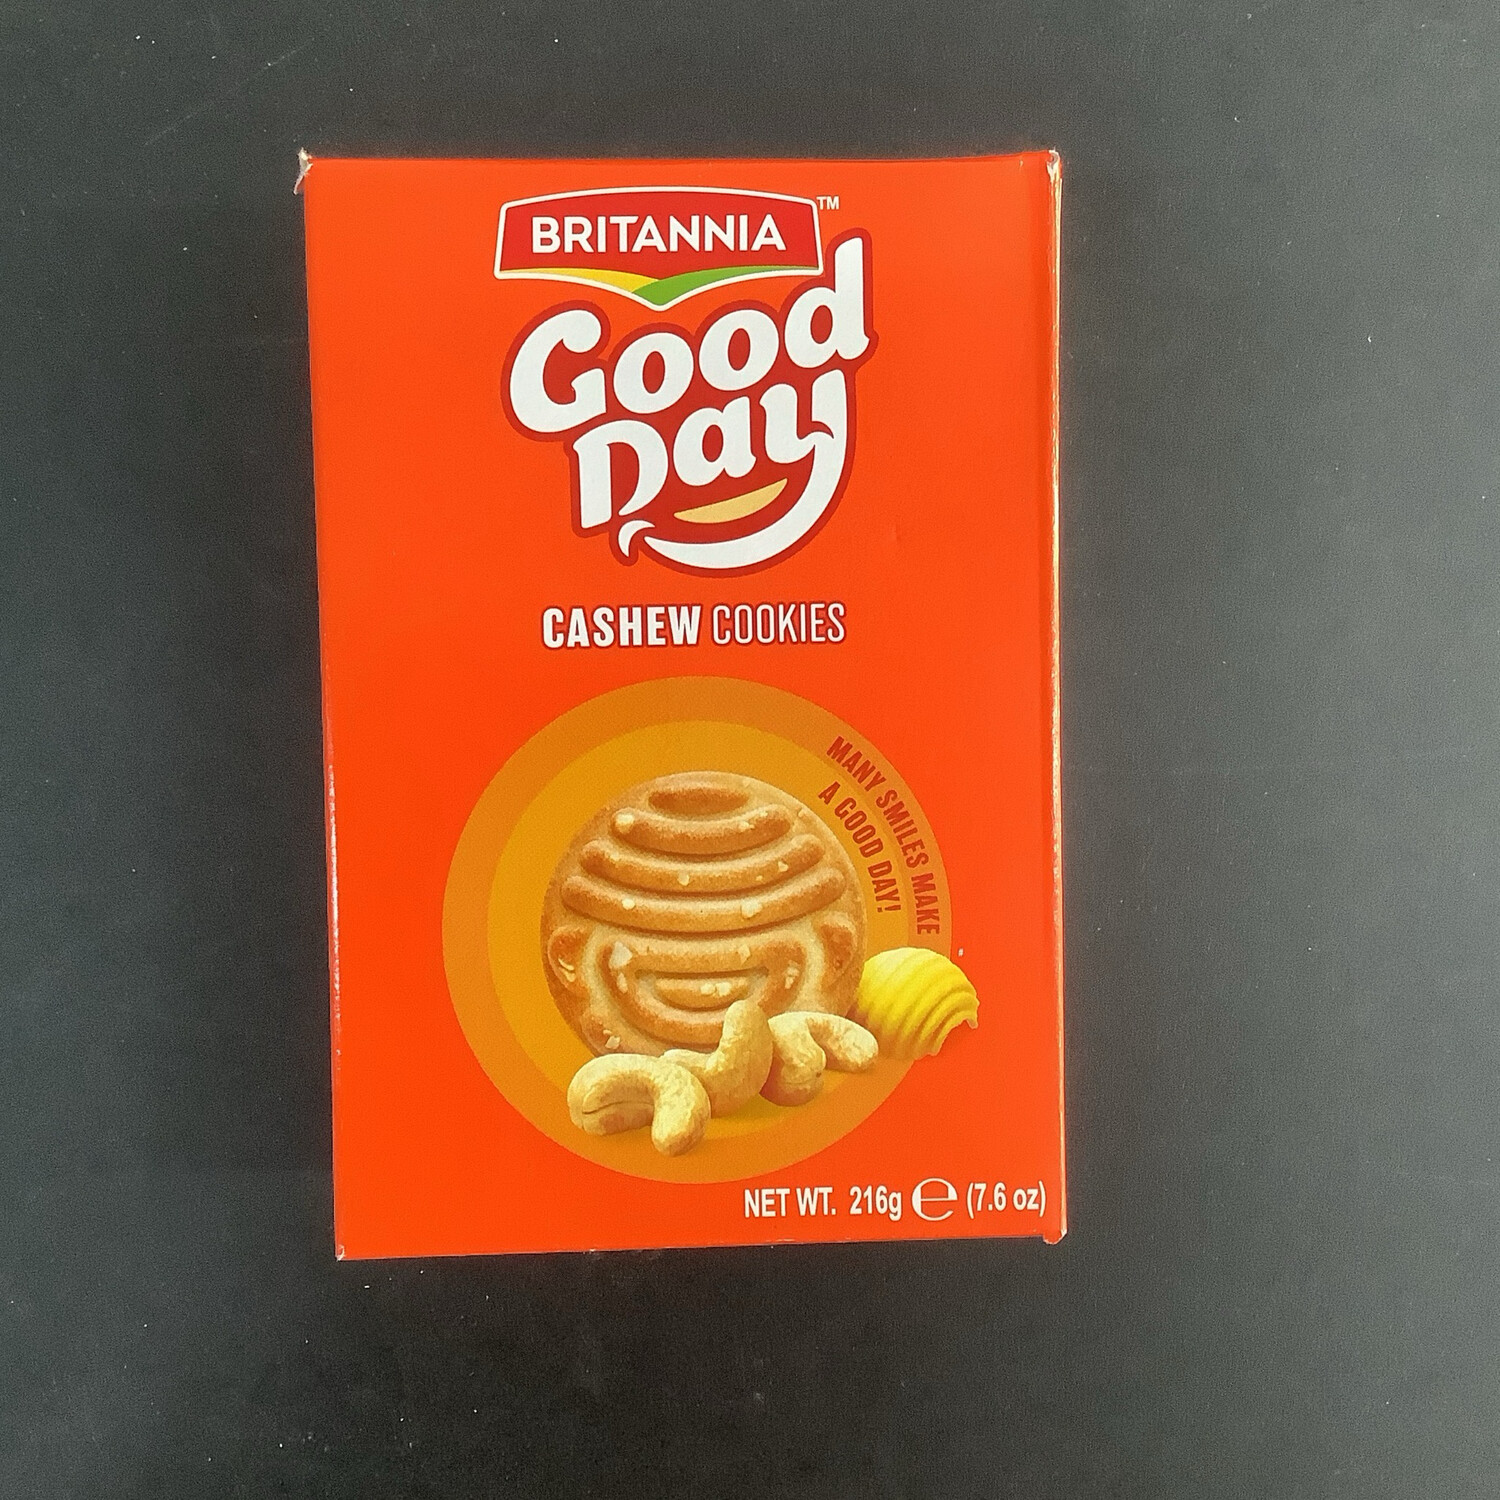 BRITANNIA™
Good
Day
CASHEW COOKIES
MANY SMILES MAKE
A GOOD DAY!
NET WT. 216g ℮ (7.6 oz)